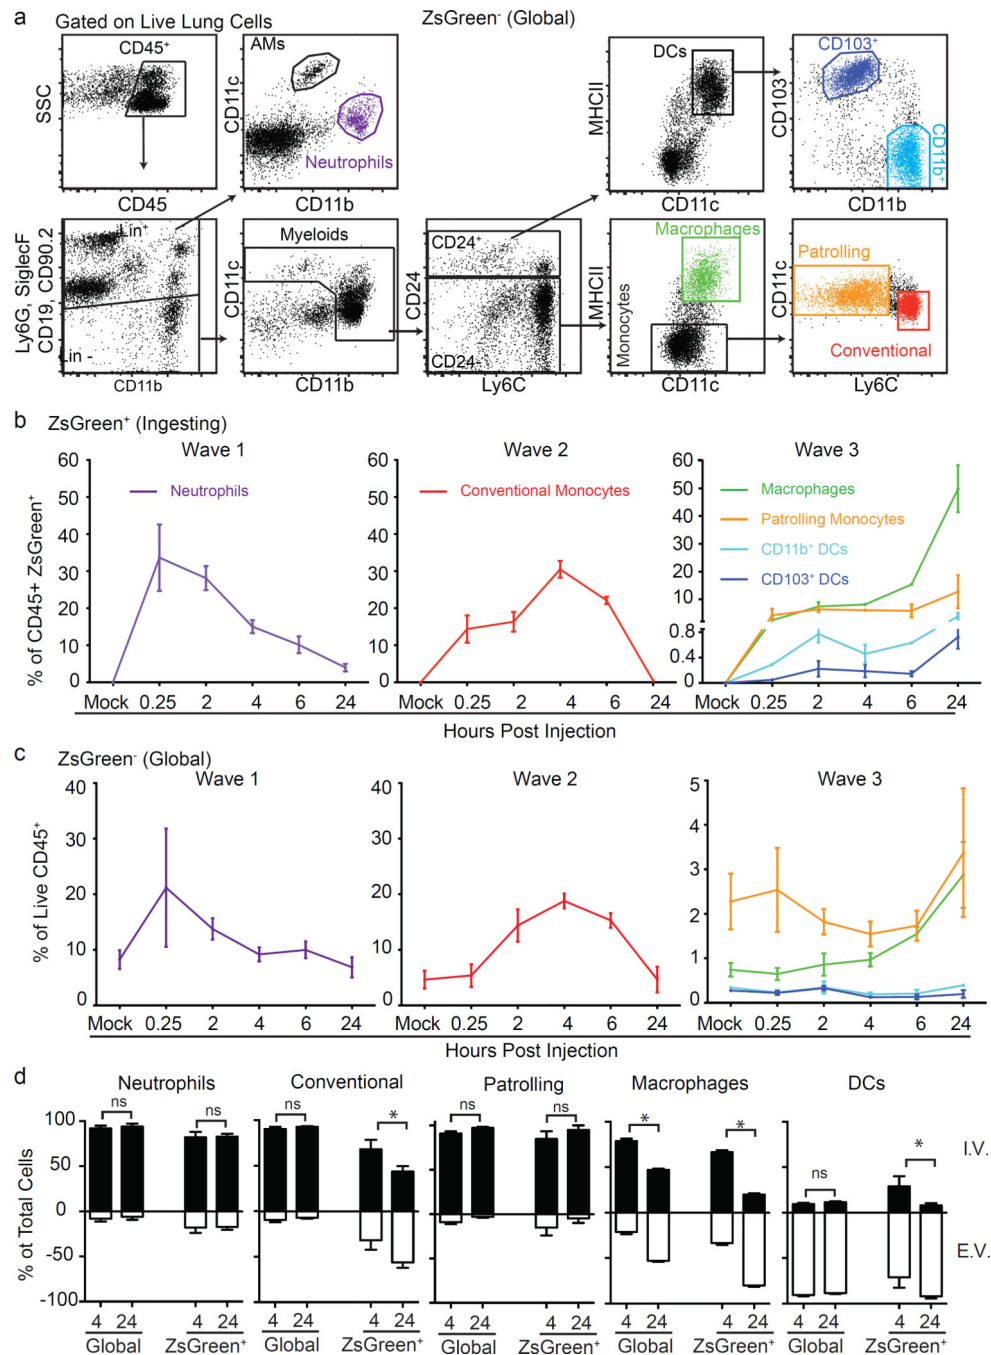 a
Gated on Live Lung Cells
ZsGreen⁻ (Global)
CD45⁺
SSC
CD45
AMs
CD11c
Neutrophils
CD11b
DCs
MHCII
CD11c
CD103⁺
CD103
CD11b⁺
CD11b
Ly6G, SiglecF
CD19, CD90.2
Lin⁺
Lin -
CD11b
Myeloids
CD11c
CD11b
CD24⁺
CD24
CD24-
Ly6C
Macrophages
MHCII
Monocytes
CD11c
Patrolling
CD11c
Conventional
Ly6C
b
ZsGreen⁺ (Ingesting)
Wave 1
Wave 2
Wave 3
% of CD45+ ZsGreen⁺
60
50
40
30
20
10
0
Neutrophils
Mock 0.25 2 4 6 24
60
50
40
30
20
10
0
Conventional Monocytes
Mock 0.25 2 4 6 24
60
50
40
30
20
10
0.8
0.4
0
Macrophages
Patrolling Monocytes
CD11b⁺ DCs
CD103⁺ DCs
Mock 0.25 2 4 6 24
Hours Post Injection
c
ZsGreen⁻ (Global)
Wave 1
Wave 2
Wave 3
% of Live CD45⁺
40
30
20
10
0
Mock 0.25 2 4 6 24
40
30
20
10
0
Mock 0.25 2 4 6 24
5
4
3
2
1
0
Mock 0.25 2 4 6 24
Hours Post Injection
d
Neutrophils
Conventional
Patrolling
Macrophages
DCs
% ot Total Cells
100
50
0
-50
-100
ns ns
ns *
ns ns
* *
ns *
I.V.
E.V.
4 24 4 24 4 24 4 24 4 24 4 24 4 24 4 24 4 24 4 24
Global ZsGreen⁺ Global ZsGreen⁺ Global ZsGreen⁺ Global ZsGreen⁺ Global ZsGreen⁺